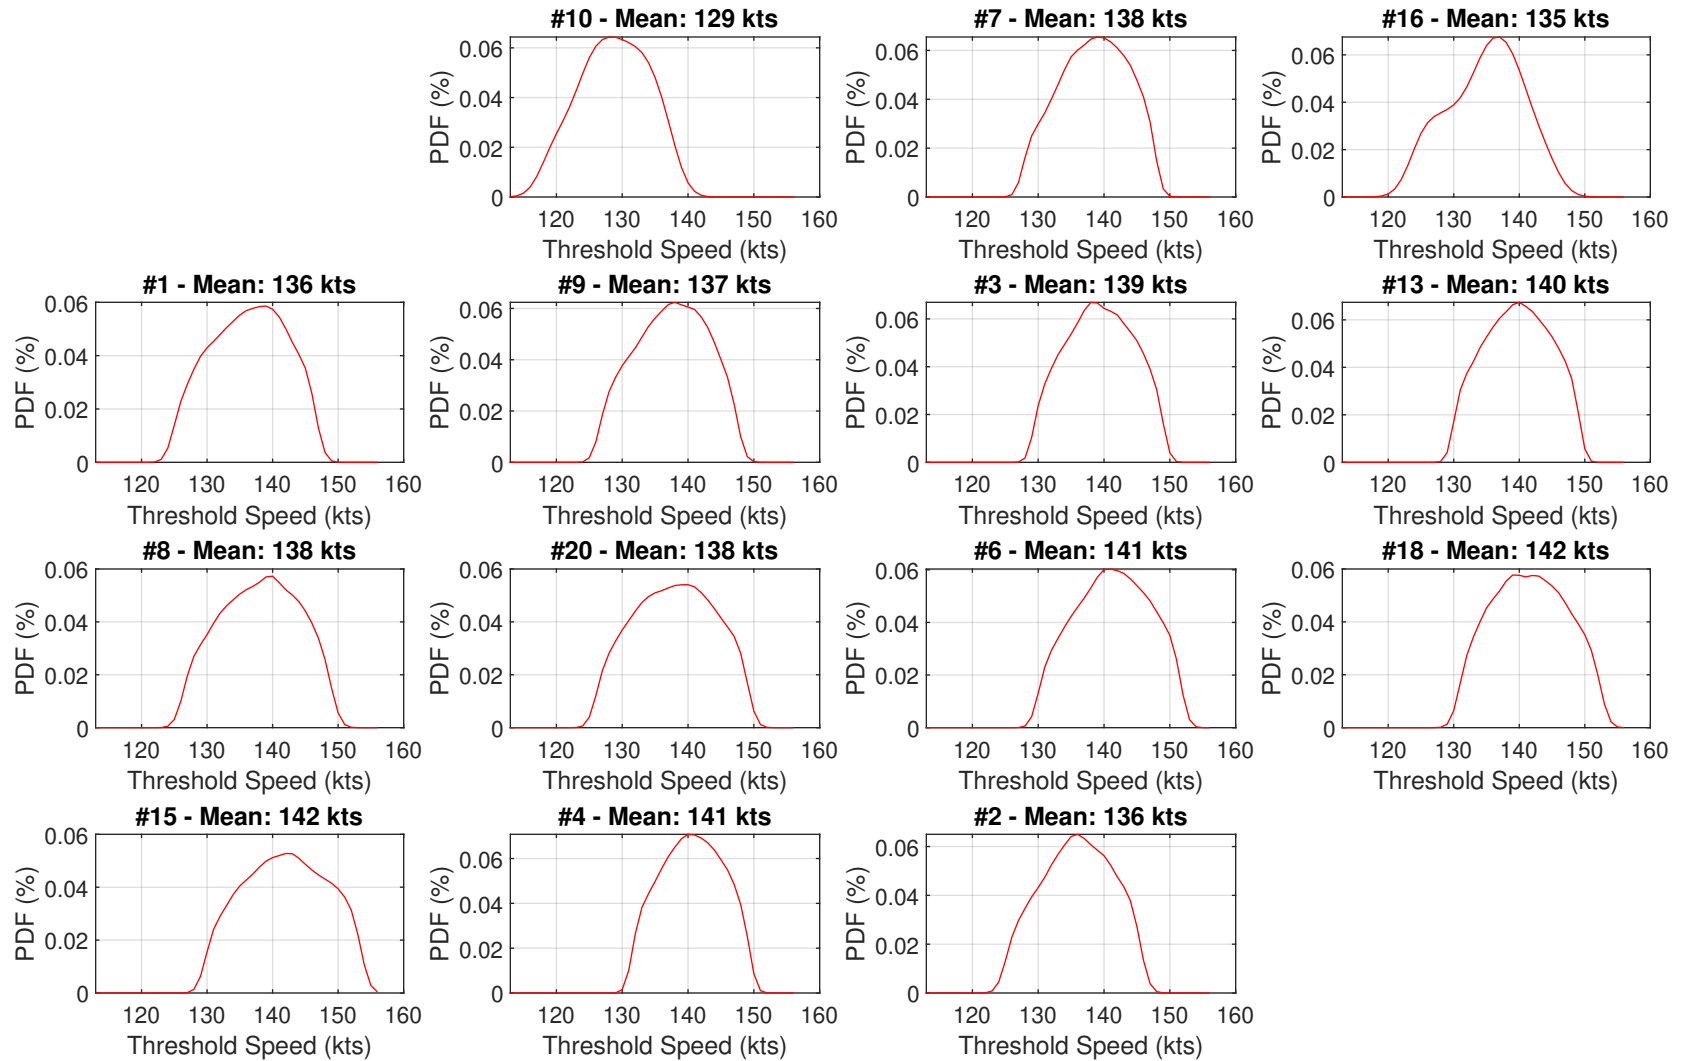 #10 - Mean: 129 kts
PDF (%)
0.06
0.04
0.02
0
120 130 140 150 160
Threshold Speed (kts)
#7 - Mean: 138 kts
PDF (%)
0.06
0.04
0.02
0
120 130 140 150 160
Threshold Speed (kts)
#16 - Mean: 135 kts
PDF (%)
0.06
0.04
0.02
0
120 130 140 150 160
Threshold Speed (kts)
#1 - Mean: 136 kts
PDF (%)
0.06
0.04
0.02
0
120 130 140 150 160
Threshold Speed (kts)
#9 - Mean: 137 kts
PDF (%)
0.06
0.04
0.02
0
120 130 140 150 160
Threshold Speed (kts)
#3 - Mean: 139 kts
PDF (%)
0.06
0.04
0.02
0
120 130 140 150 160
Threshold Speed (kts)
#13 - Mean: 140 kts
PDF (%)
0.06
0.04
0.02
0
120 130 140 150 160
Threshold Speed (kts)
#8 - Mean: 138 kts
PDF (%)
0.06
0.04
0.02
0
120 130 140 150 160
Threshold Speed (kts)
#20 - Mean: 138 kts
PDF (%)
0.06
0.04
0.02
0
120 130 140 150 160
Threshold Speed (kts)
#6 - Mean: 141 kts
PDF (%)
0.06
0.04
0.02
0
120 130 140 150 160
Threshold Speed (kts)
#18 - Mean: 142 kts
PDF (%)
0.06
0.04
0.02
0
120 130 140 150 160
Threshold Speed (kts)
#15 - Mean: 142 kts
PDF (%)
0.06
0.04
0.02
0
120 130 140 150 160
Threshold Speed (kts)
#4 - Mean: 141 kts
PDF (%)
0.06
0.04
0.02
0
120 130 140 150 160
Threshold Speed (kts)
#2 - Mean: 136 kts
PDF (%)
0.06
0.04
0.02
0
120 130 140 150 160
Threshold Speed (kts)